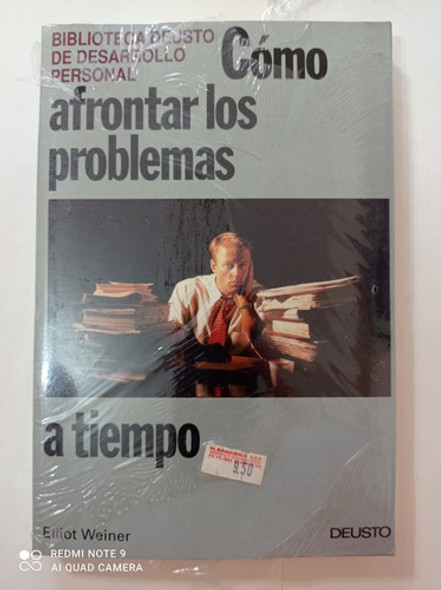 BIBLIOTECA DEUSTO
DE DESARROLLO
PERSONAL
Cómo
afrontar los
problemas
a tiempo
9.50
Elliot Weiner
DEUSTO
REDMI NOTE 9
AI QUAD CAMERA